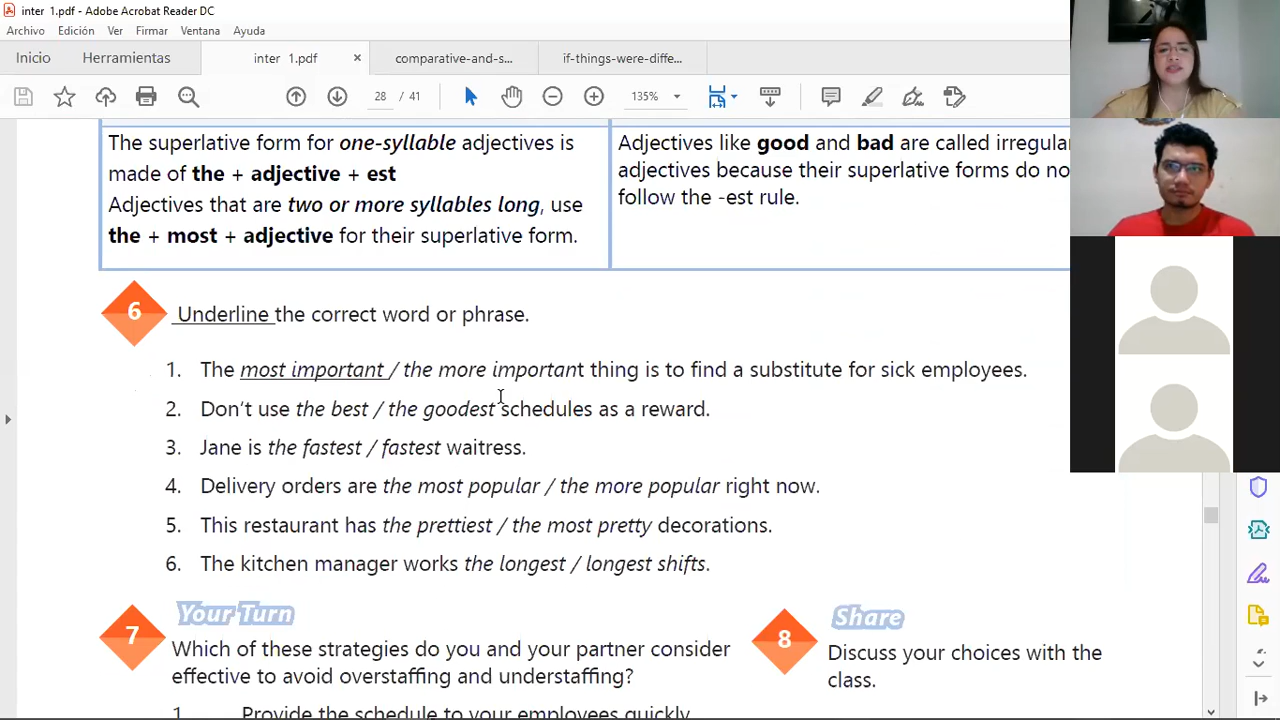 inter 1.pdf - Adobe Acrobat Reader DC
Archivo Edición Ver Firmar Ventana Ayuda
Inicio Herramientas inter 1.pdf × comparative-and-s... if-things-were-diffe...
28 / 41 135%
The superlative form for one-syllable adjectives is
made of the + adjective + est
Adjectives that are two or more syllables long, use
the + most + adjective for their superlative form.
Adjectives like good and bad are called irregular
adjectives because their superlative forms do no
follow the -est rule.
6 Underline the correct word or phrase.
1. The most important / the more important thing is to find a substitute for sick employees.
2. Don't use the best / the goodest schedules as a reward.
3. Jane is the fastest / fastest waitress.
4. Delivery orders are the most popular / the more popular right now.
5. This restaurant has the prettiest / the most pretty decorations.
6. The kitchen manager works the longest / longest shifts.
7 Your Turn
Which of these strategies do you and your partner consider
effective to avoid overstaffing and understaffing?
1. Provide the schedule to your employees quickly
8 Share
Discuss your choices with the
class.